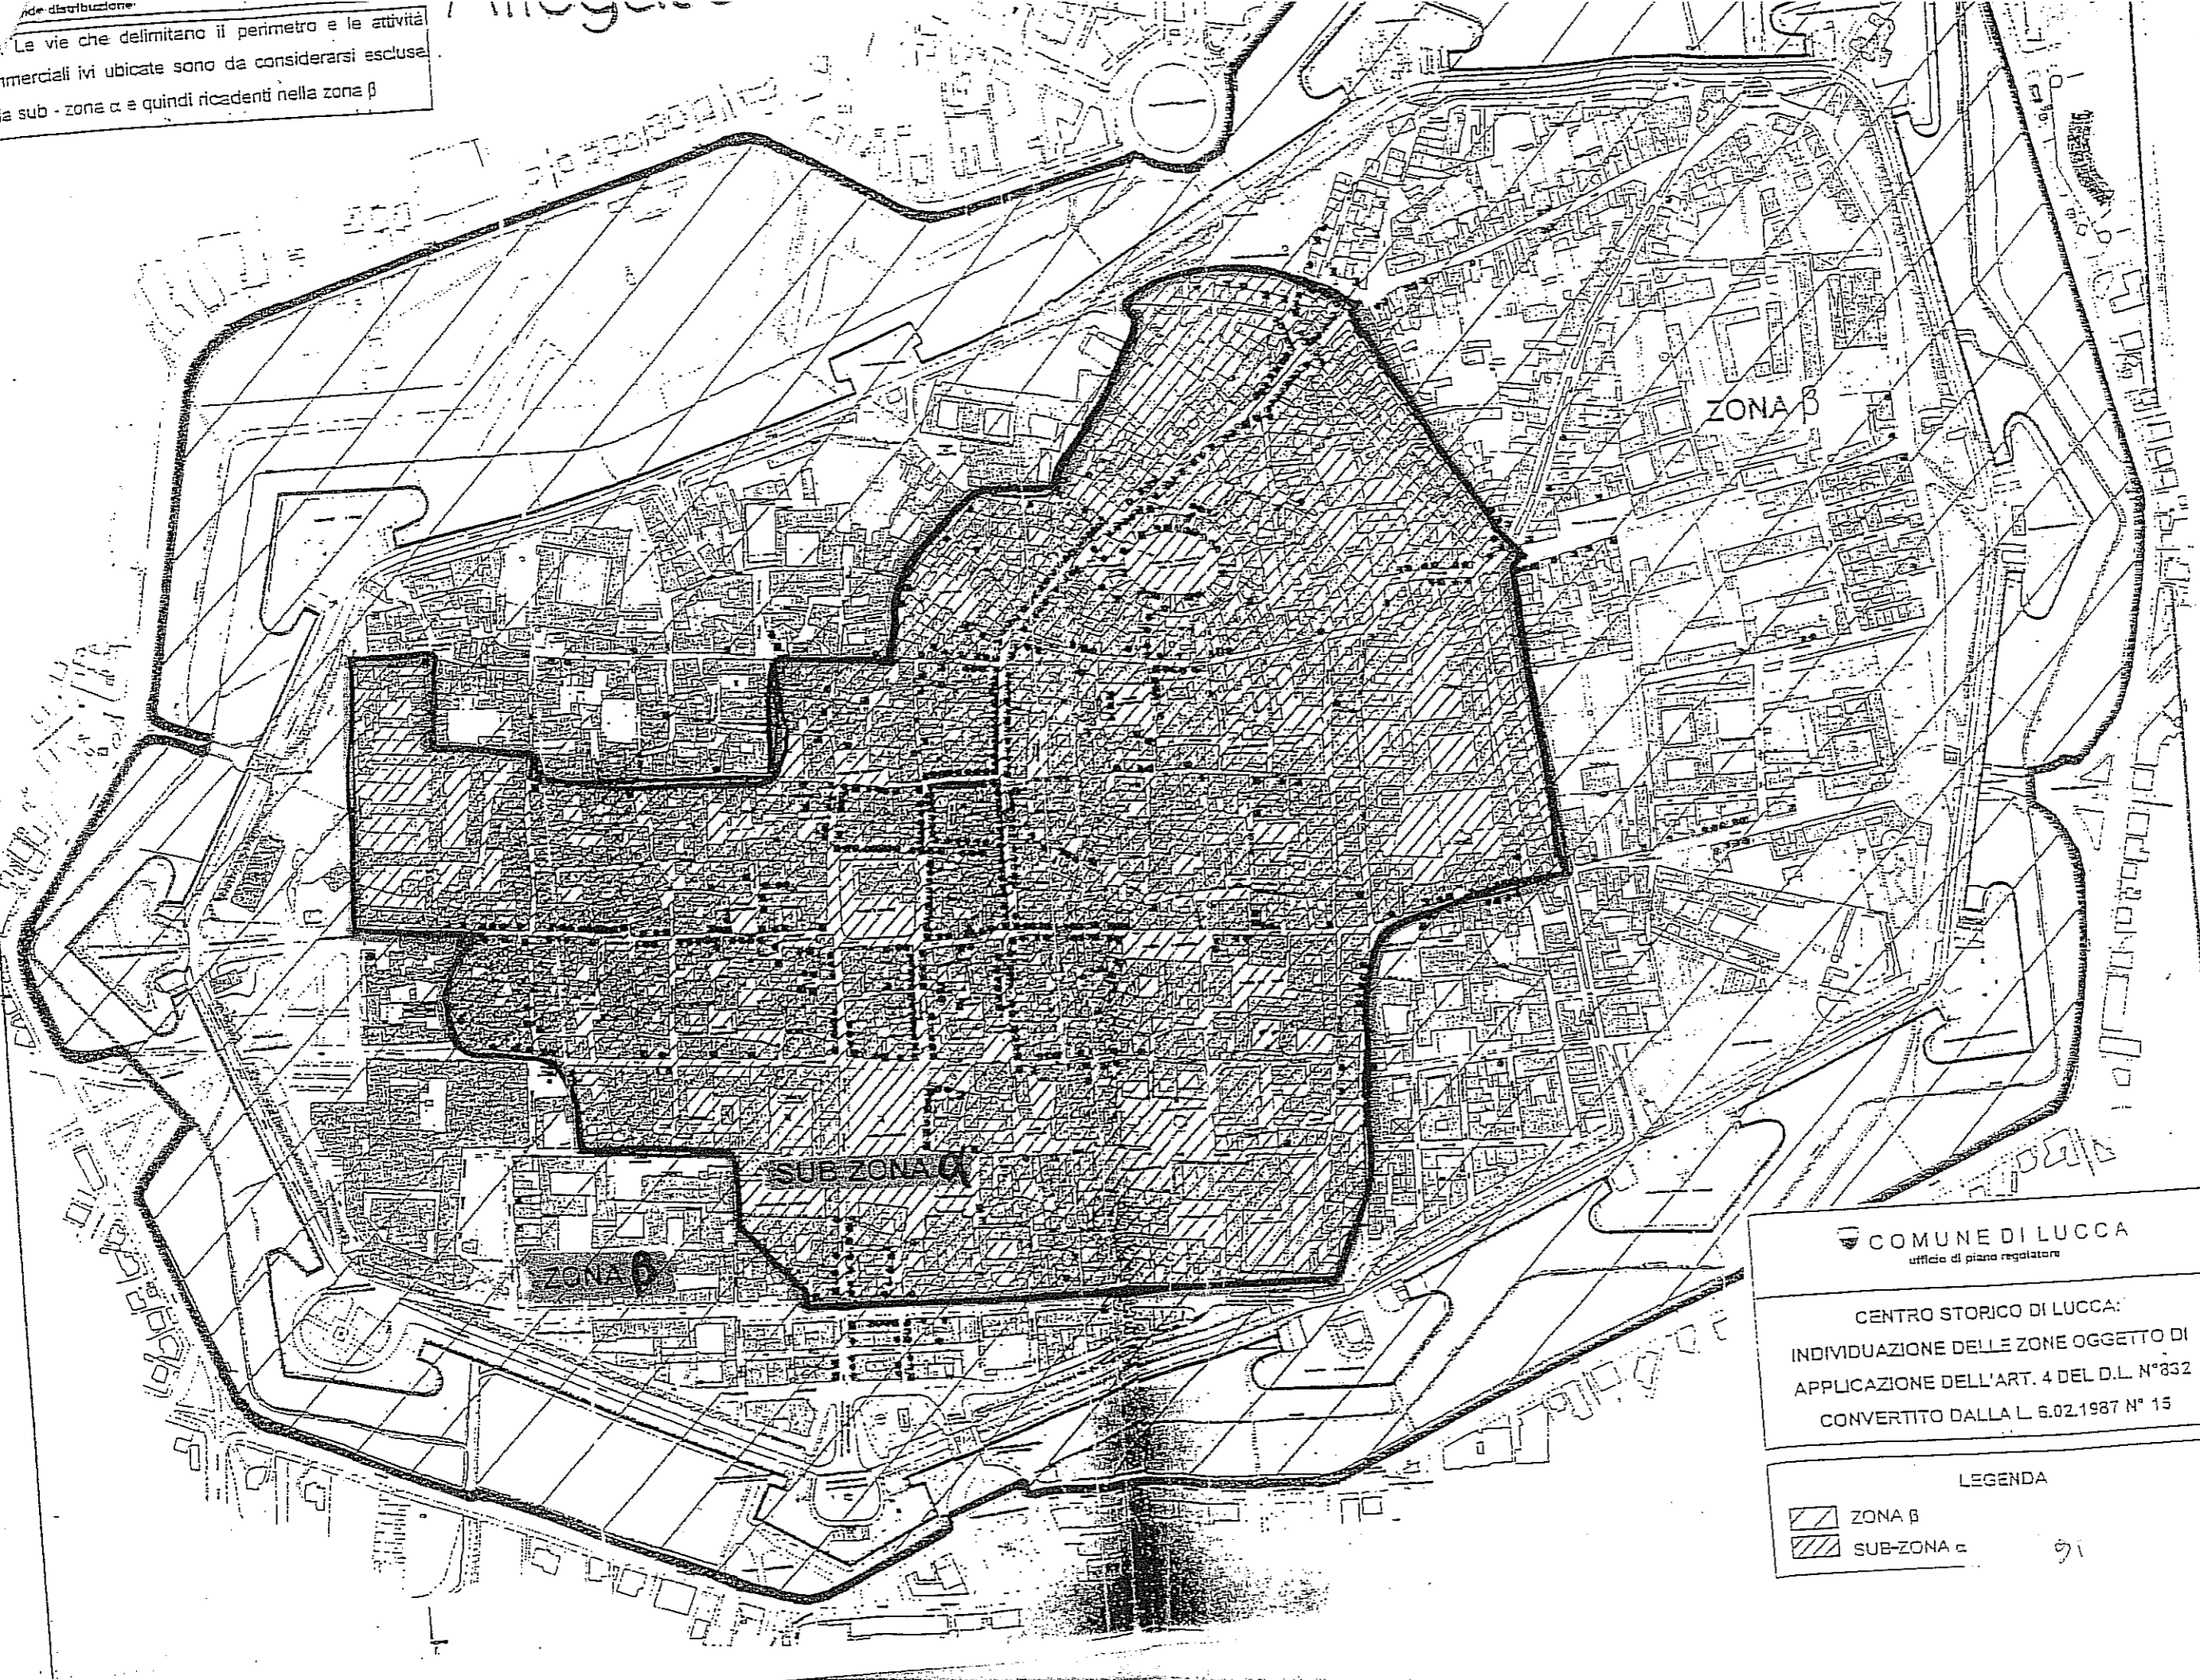 nde distribuzione
Le vie che delimitano il perimetro e le attività
mmerciali ivi ubicate sono da considerarsi escluse
la sub - zona α e quindi ricadenti nella zona β
ZONA β
SUB-ZONA α
ZONA β
COMUNE DI LUCCA
ufficio di piano regolatore
CENTRO STORICO DI LUCCA:
INDIVIDUAZIONE DELLE ZONE OGGETTO DI
APPLICAZIONE DELL'ART. 4 DEL D.L. N°832
CONVERTITO DALLA L. 6.02.1987 N° 15
LEGENDA
ZONA β
SUB-ZONA α